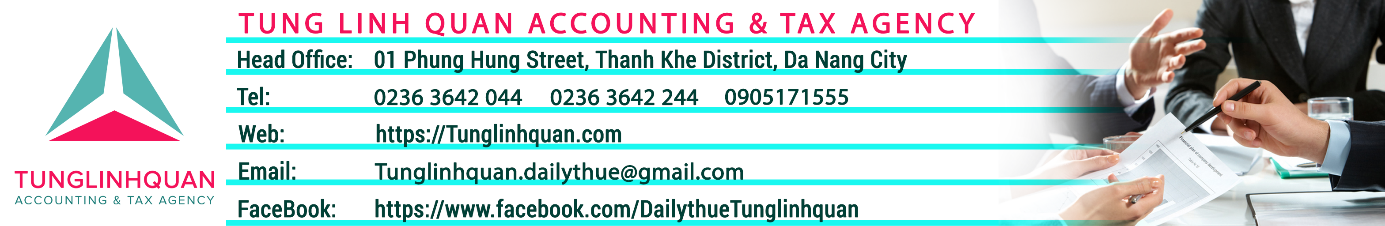 TUNG LINH QUAN ACCOUNTING & TAX AGENCY
Head Office: 01 Phung Hung Street, Thanh Khe District, Da Nang City
Tel: 0236 3642 044 0236 3642 244 0905171555
Web: https://Tunglinhquan.com
Email: Tunglinhquan.dailythue@gmail.com
FaceBook: https://www.facebook.com/DailythueTunglinhquan
TUNGLINHQUAN
ACCOUNTING & TAX AGENCY